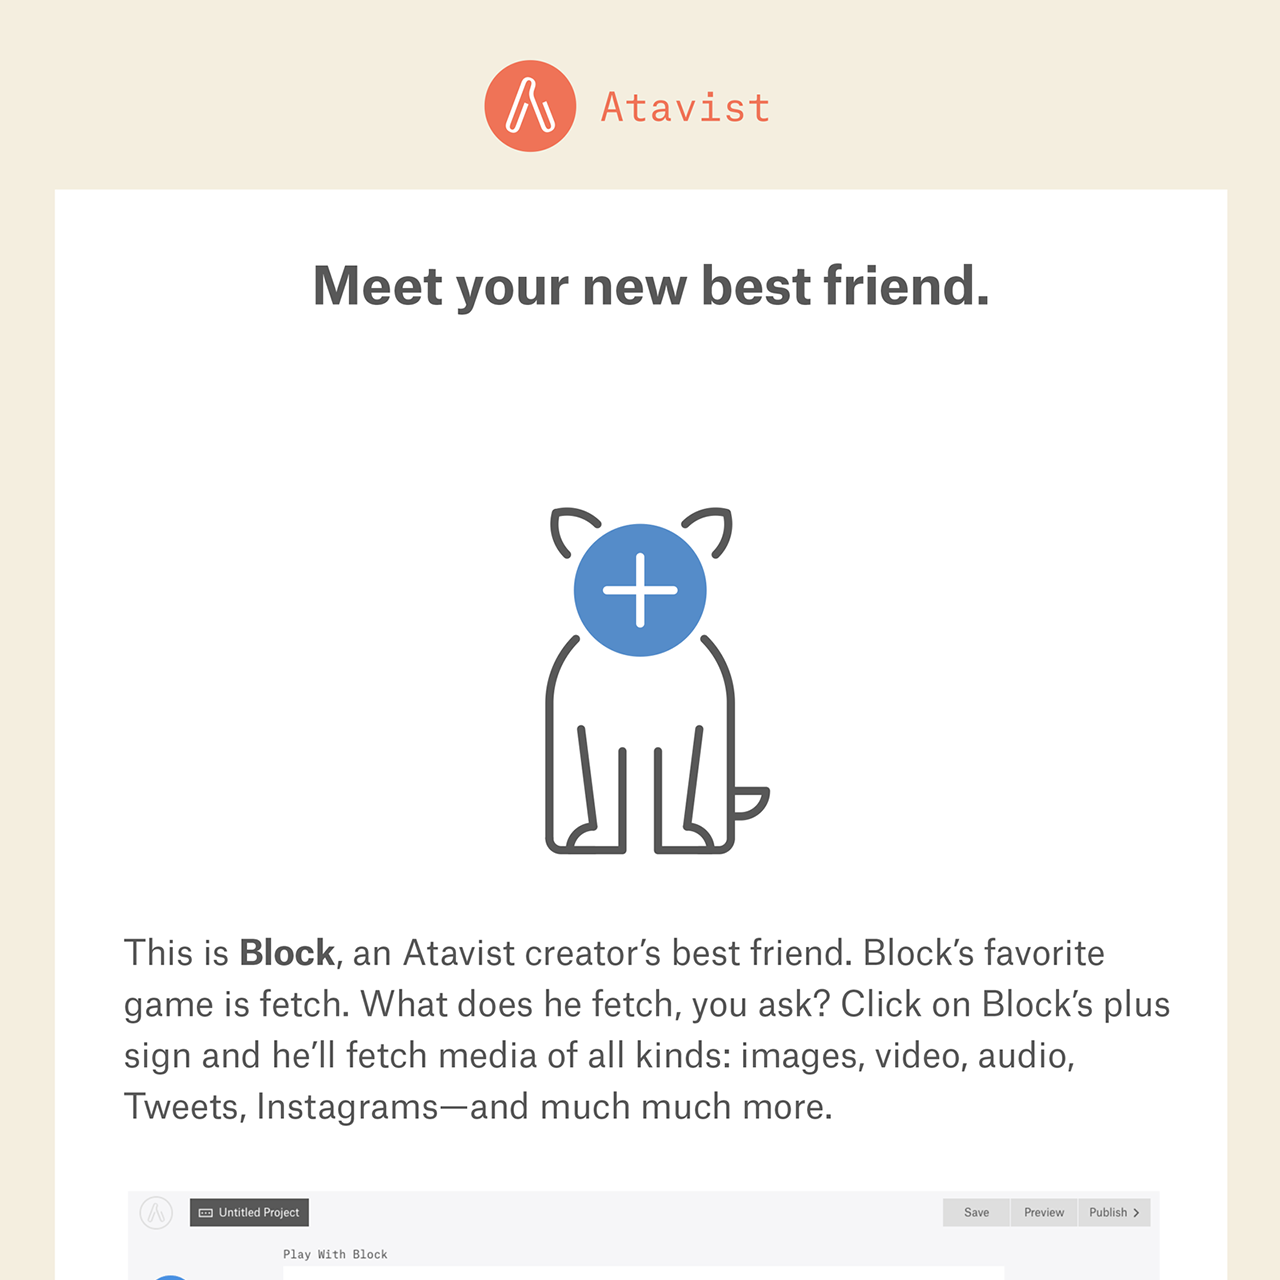 Atavist
Meet your new best friend.
This is Block, an Atavist creator’s best friend. Block’s favorite
game is fetch. What does he fetch, you ask? Click on Block’s plus
sign and he’ll fetch media of all kinds: images, video, audio,
Tweets, Instagrams—and much much more.
Untitled Project
Save Preview Publish
Play With Block